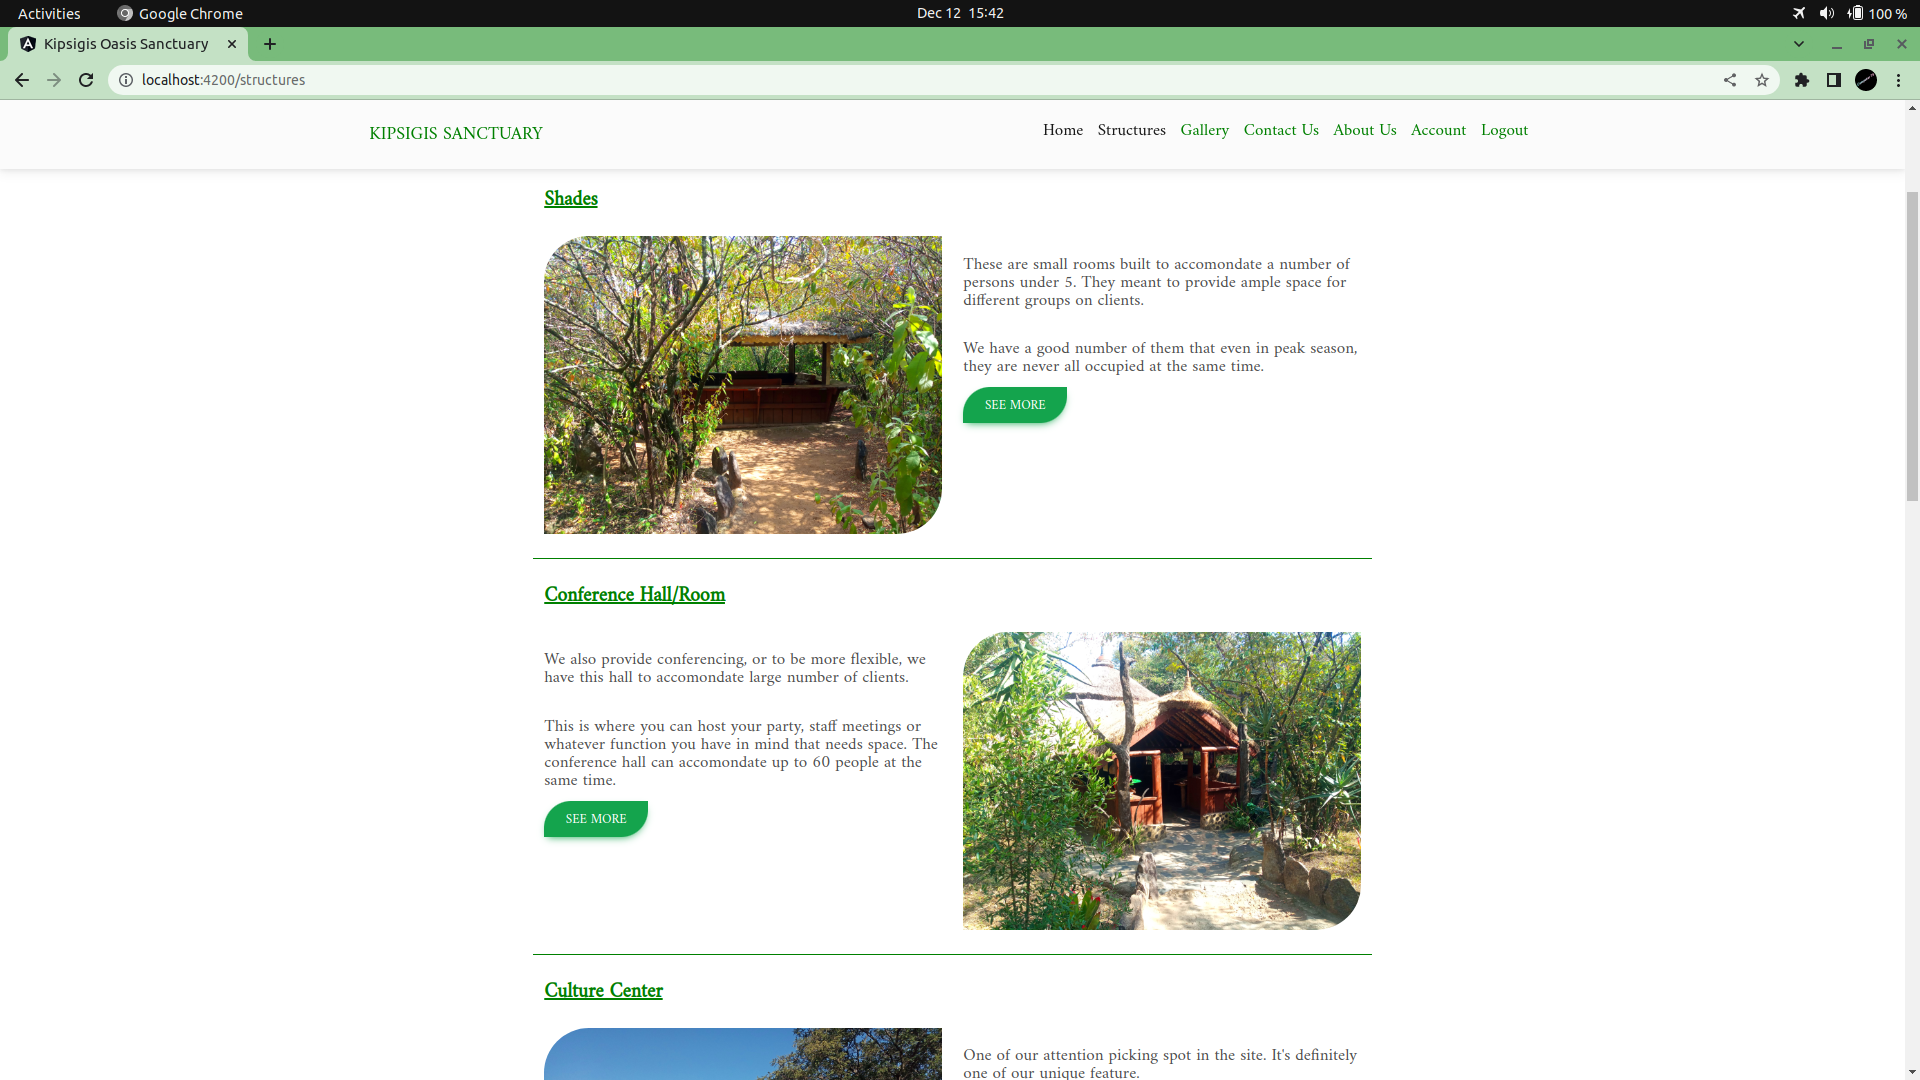 Activities
Google Chrome
Dec 12 15:42
100 %
Kipsigis Oasis Sanctuary
localhost:4200/structures
KIPSIGIS SANCTUARY
Home Structures Gallery Contact Us About Us Account Logout
Shades
These are small rooms built to accomondate a number of
persons under 5. They meant to provide ample space for
different groups on clients.
We have a good number of them that even in peak season,
they are never all occupied at the same time.
SEE MORE
Conference Hall/Room
We also provide conferencing, or to be more flexible, we
have this hall to accomondate large number of clients.
This is where you can host your party, staff meetings or
whatever function you have in mind that needs space. The
conference hall can accomondate up to 60 people at the
same time.
SEE MORE
Culture Center
One of our attention picking spot in the site. It's definitely
one of our unique feature.